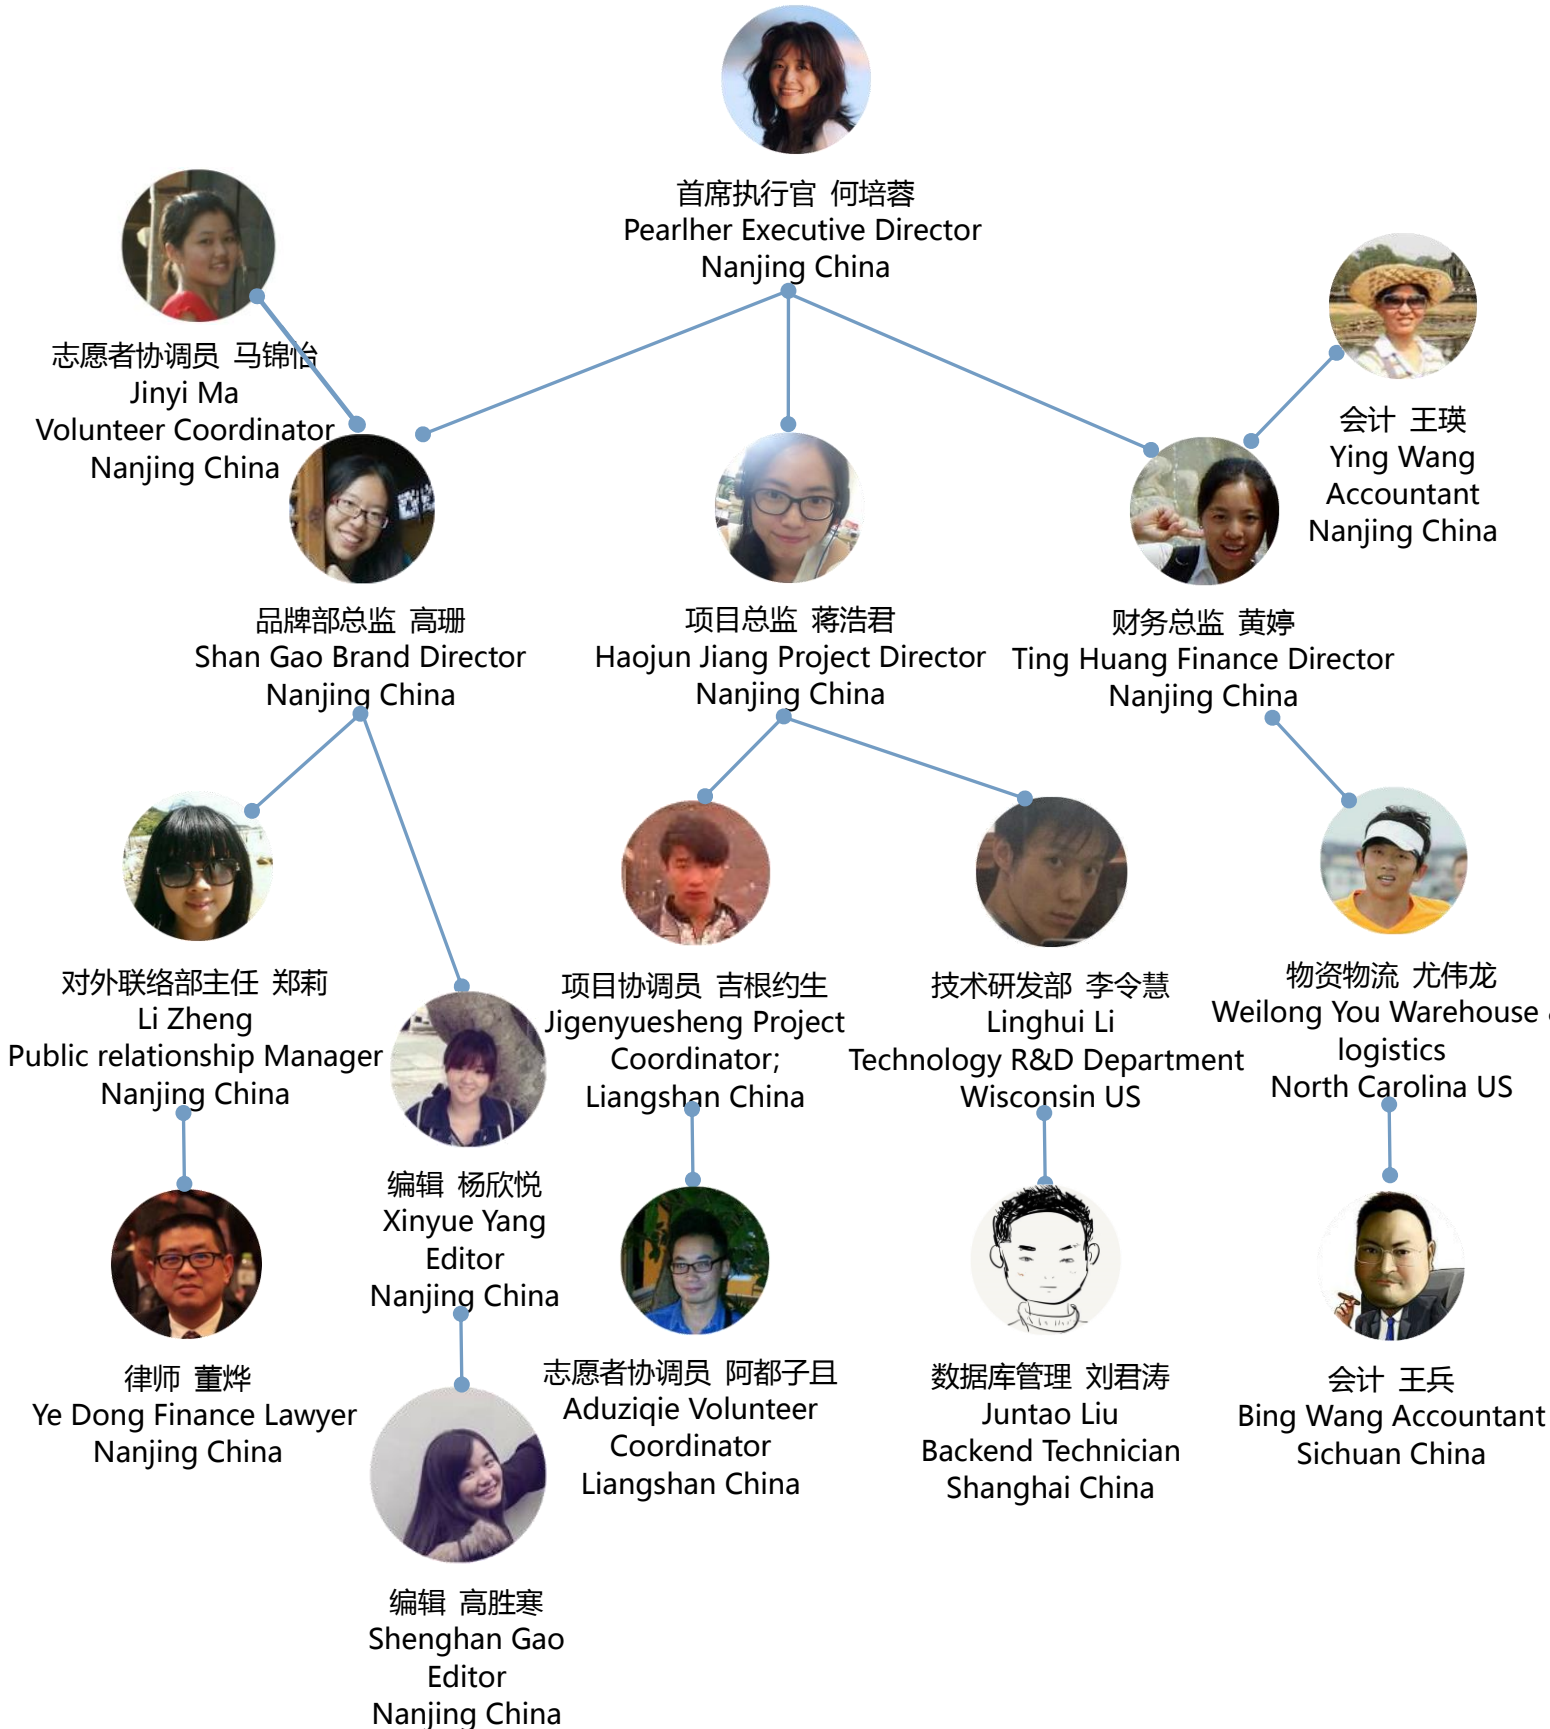 首席执行官 何培蓉
Pearlher Executive Director
Nanjing China
志愿者协调员 马锦怡
Jinyi Ma
Volunteer Coordinator
Nanjing China
会计 王瑛
Ying Wang
Accountant
Nanjing China
品牌部总监 高珊
Shan Gao Brand Director
Nanjing China
项目总监 蒋浩君
Haojun Jiang Project Director
Nanjing China
财务总监 黄婷
Ting Huang Finance Director
Nanjing China
对外联络部主任 郑莉
Li Zheng
Public relationship Manager
Nanjing China
编辑 杨欣悦
Xinyue Yang
Editor
Nanjing China
项目协调员 吉根约生
Jigenyuesheng Project
Coordinator;
Liangshan China
技术研发部 李令慧
Linghui Li
Technology R&D Department
Wisconsin US
物资物流 尤伟龙
Weilong You Warehouse
logistics
North Carolina US
律师 董烨
Ye Dong Finance Lawyer
Nanjing China
编辑 高胜寒
Shenghan Gao
Editor
Nanjing China
志愿者协调员 阿都子且
Aduziqie Volunteer
Coordinator
Liangshan China
数据库管理 刘君涛
Juntao Liu
Backend Technician
Shanghai China
会计 王兵
Bing Wang Accountant
Sichuan China